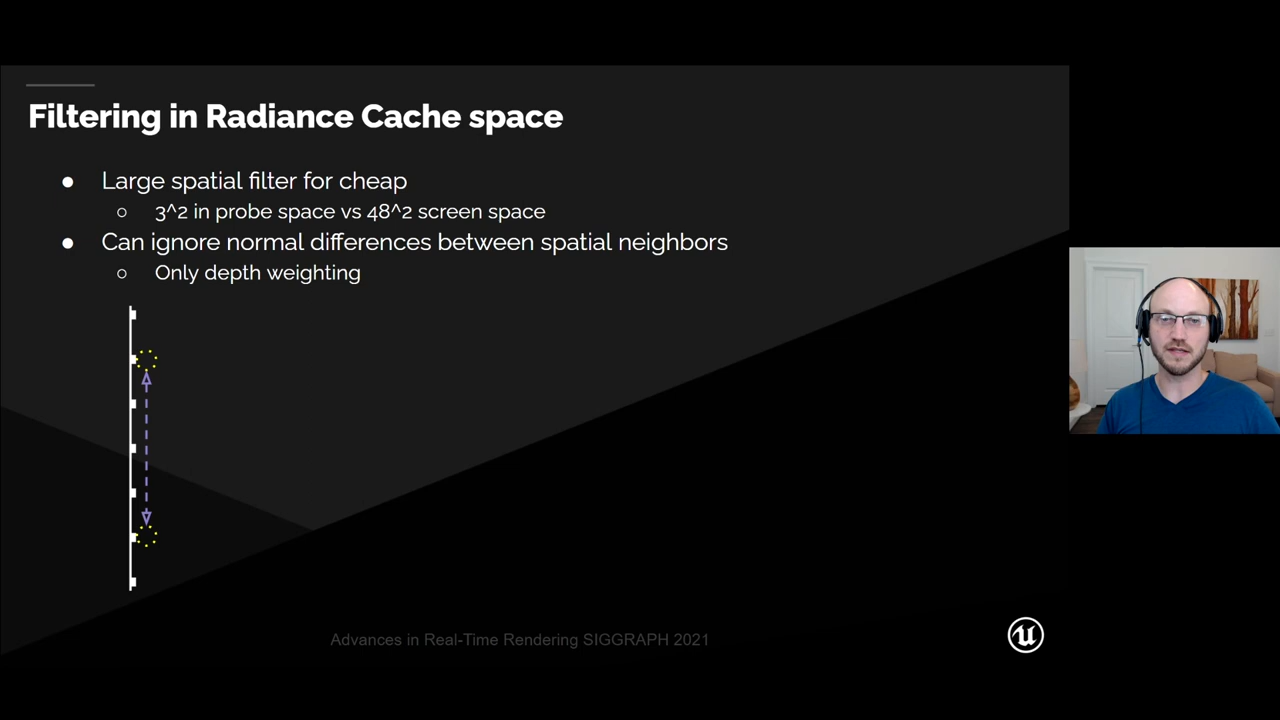 Filtering in Radiance Cache space
● Large spatial filter for cheap
○ 3^2 in probe space vs 48^2 screen space
● Can ignore normal differences between spatial neighbors
○ Only depth weighting
Advances in Real-Time Rendering SIGGRAPH 2021